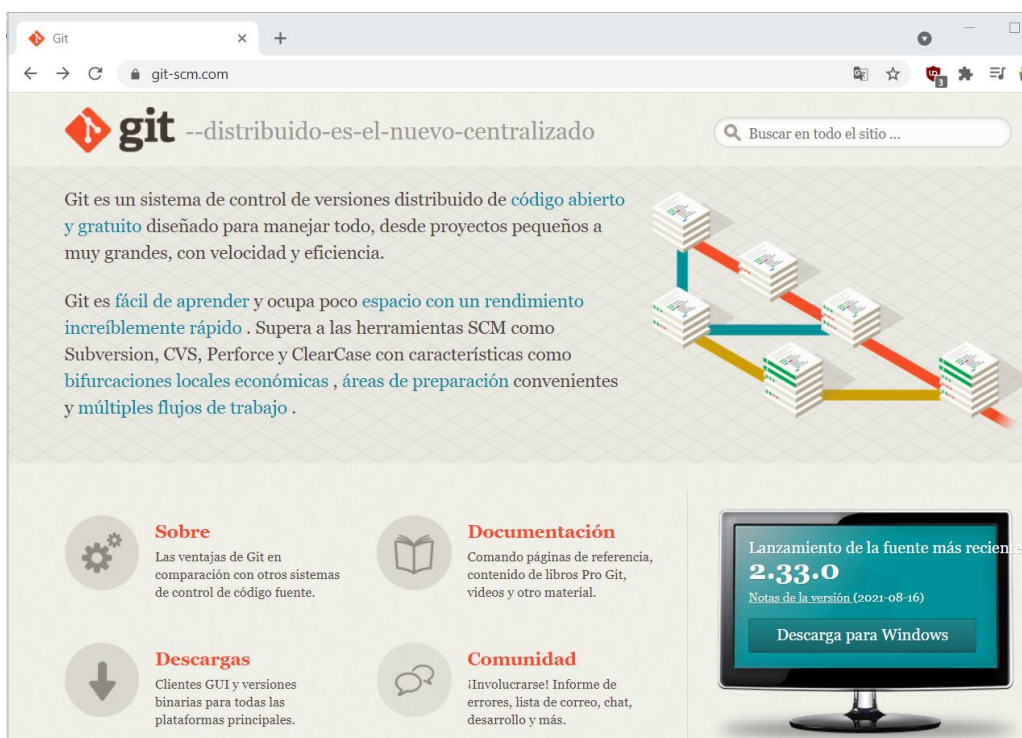 Git
git-scm.com
3
git --distribuido-es-el-nuevo-centralizado
Buscar en todo el sitio ...
Git es un sistema de control de versiones distribuido de código abierto
y gratuito diseñado para manejar todo, desde proyectos pequeños a
muy grandes, con velocidad y eficiencia.
Git es fácil de aprender y ocupa poco espacio con un rendimiento
increíblemente rápido . Supera a las herramientas SCM como
Subversion, CVS, Perforce y ClearCase con características como
bifurcaciones locales económicas , áreas de preparación convenientes
y múltiples flujos de trabajo .
Sobre
Las ventajas de Git en
comparación con otros sistemas
de control de código fuente.
Documentación
Comando páginas de referencia,
contenido de libros Pro Git,
videos y otro material.
Descargas
Clientes GUI y versiones
binarias para todas las
plataformas principales.
Comunidad
¡Involucrarse! Informe de
errores, lista de correo, chat,
desarrollo y más.
Lanzamiento de la fuente más reciente
2.33.0
Notas de la versión (2021-08-16)
Descarga para Windows